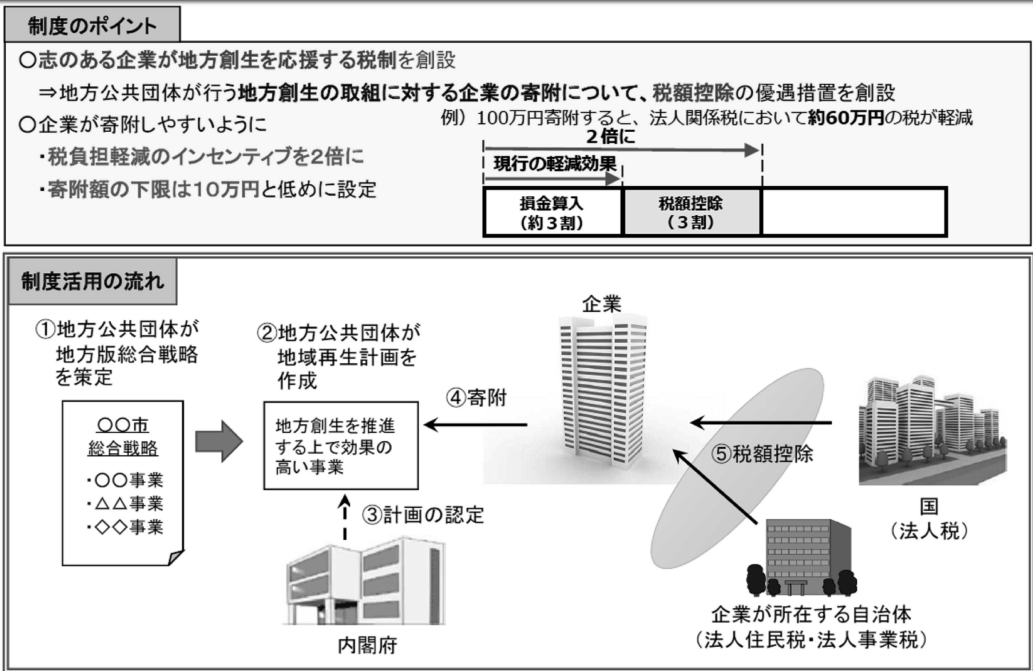 制度のポイント
○志のある企業が地方創生を応援する税制を創設
⇒地方公共団体が行う地方創生の取組に対する企業の寄附について、税額控除の優遇措置を創設
○企業が寄附しやすいように
・税負担軽減のインセンティブを2倍に
・寄附額の下限は10万円と低めに設定
例）100万円寄附すると、法人関係税において約60万円の税が軽減
2倍に
現行の軽減効果
損金算入
（約3割）
税額控除
（3割）
制度活用の流れ
①地方公共団体が
地方版総合戦略
を策定
○○市
総合戦略
・○○事業
・△△事業
・◇◇事業
②地方公共団体が
地域再生計画を
作成
地方創生を推進
する上で効果の
高い事業
③計画の認定
内閣府
④寄附
企業
⑤税額控除
国
（法人税）
企業が所在する自治体
（法人住民税・法人事業税）